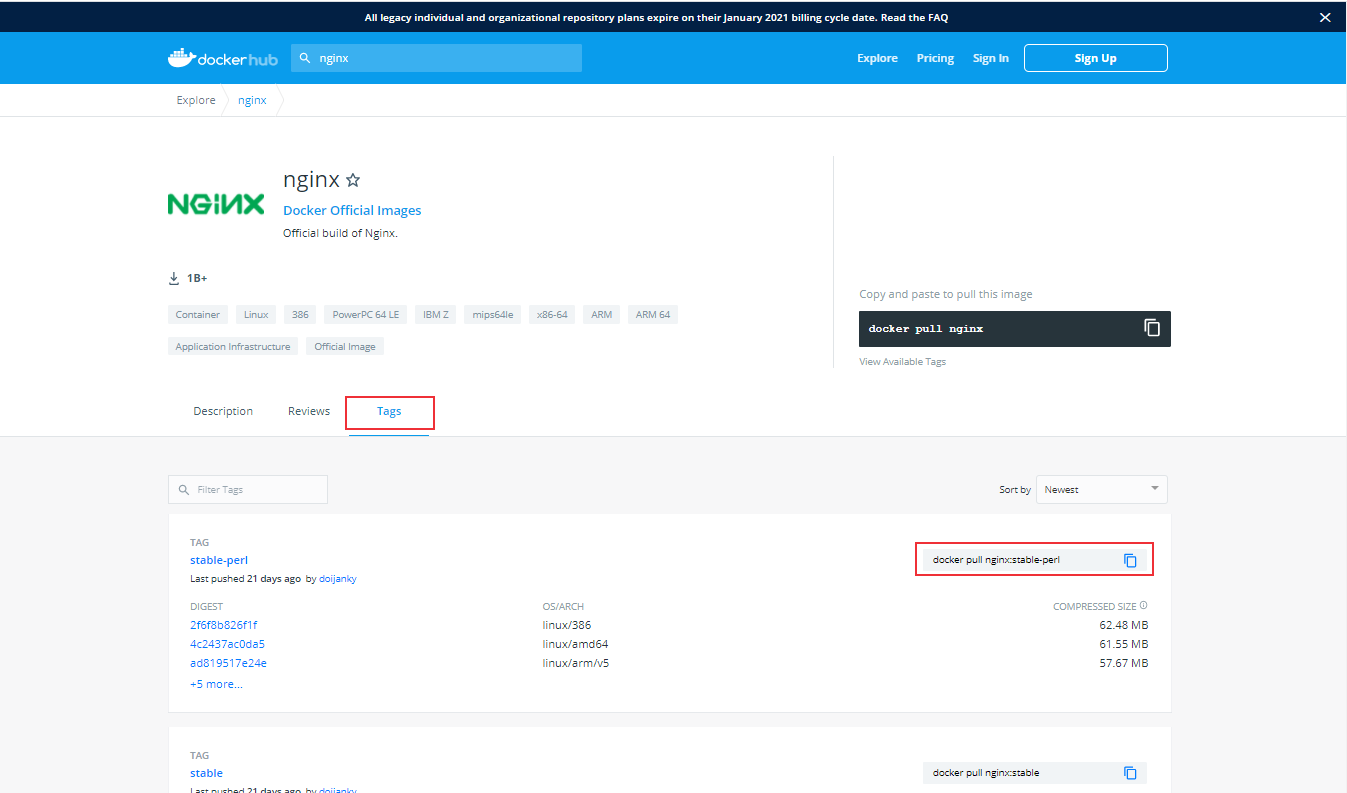 All legacy individual and organizational repository plans expire on their January 2021 billing cycle date. Read the FAQ
docker hub
nginx
Explore
Pricing
Sign In
Sign Up
Explore
nginx
NGINX
nginx
Docker Official Images
Official build of Nginx.
1B+
Container
Linux
386
PowerPC 64 LE
IBM Z
mips64le
x86-64
ARM
ARM 64
Application Infrastructure
Official Image
Copy and paste to pull this image
docker pull nginx
View Available Tags
Description
Reviews
Tags
Filter Tags
Sort by
Newest
TAG
stable-perl
Last pushed 21 days ago by doijanky
docker pull nginx:stable-perl
DIGEST
OS/ARCH
COMPRESSED SIZE
2f6f8b826f1f
linux/386
62.48 MB
4c2437ac0da5
linux/amd64
61.55 MB
ad819517e24e
linux/arm/v5
57.67 MB
+5 more...
TAG
stable
docker pull nginx:stable
Last pushed 21 days ago by doijanky